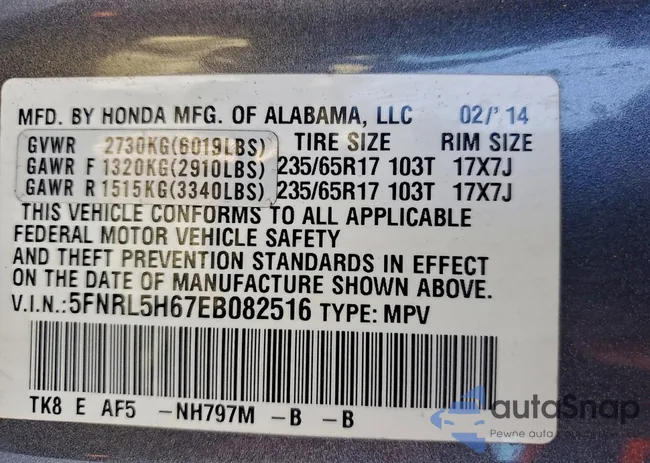 MFD. BY HONDA MFG. OF ALABAMA, LLC 02/'14
GVWR 2730KG(6019LBS) TIRE SIZE RIM SIZE
GAWR F 1320KG(2910LBS) 235/65R17 103T 17X7J
GAWR R 1515KG(3340LBS) 235/65R17 103T 17X7J
THIS VEHICLE CONFORMS TO ALL APPLICABLE
FEDERAL MOTOR VEHICLE SAFETY
AND THEFT PREVENTION STANDARDS IN EFFECT
ON THE DATE OF MANUFACTURE SHOWN ABOVE.
V.I.N.:5FNRL5H67EB082516 TYPE: MPV
TK8 E AF5 -NH797M -B -B
autoSnap
Pewne auto